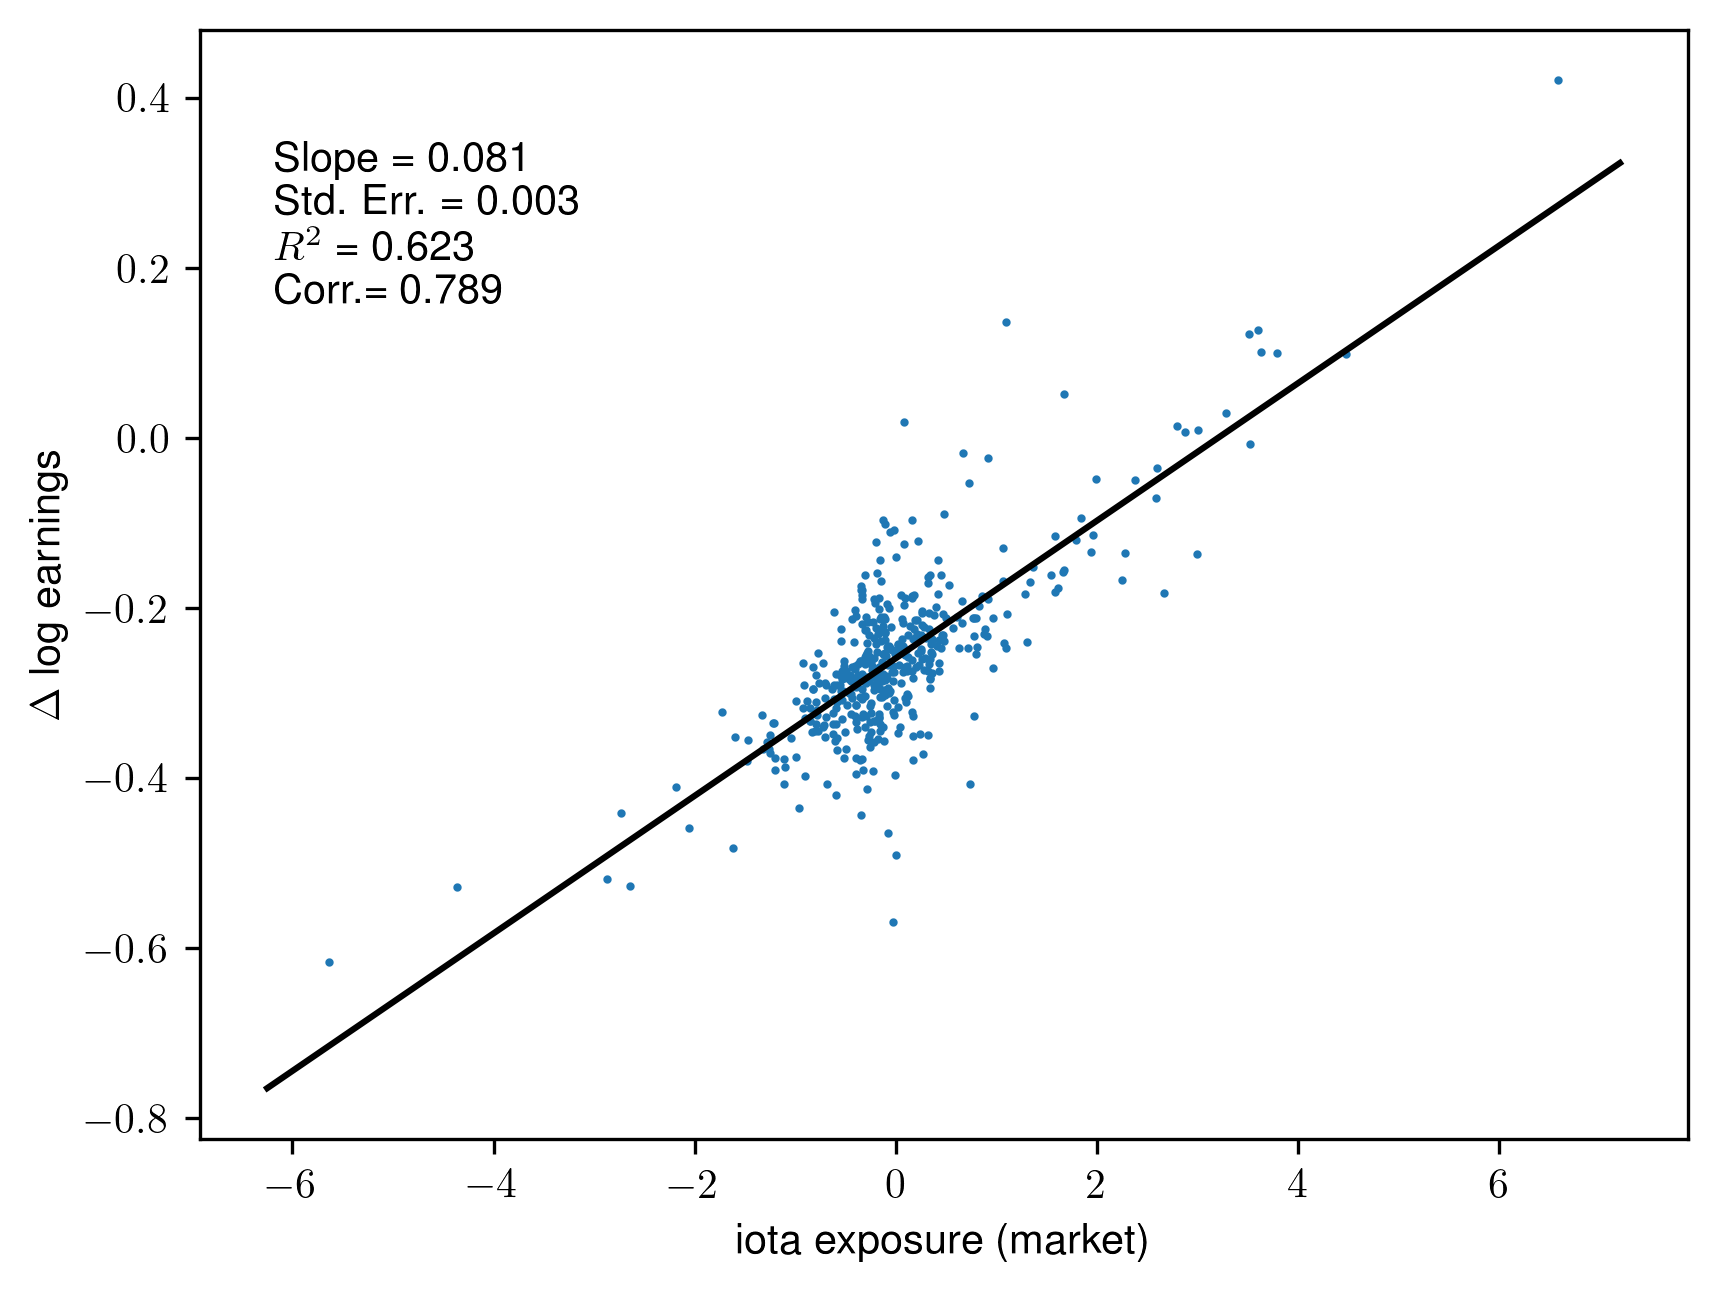 0.4
0.2
0.0
−0.2
−0.4
−0.6
−0.8
Δ log earnings
Slope = 0.081
Std. Err. = 0.003
R² = 0.623
Corr.= 0.789
−6 −4 −2 0 2 4 6
iota exposure (market)